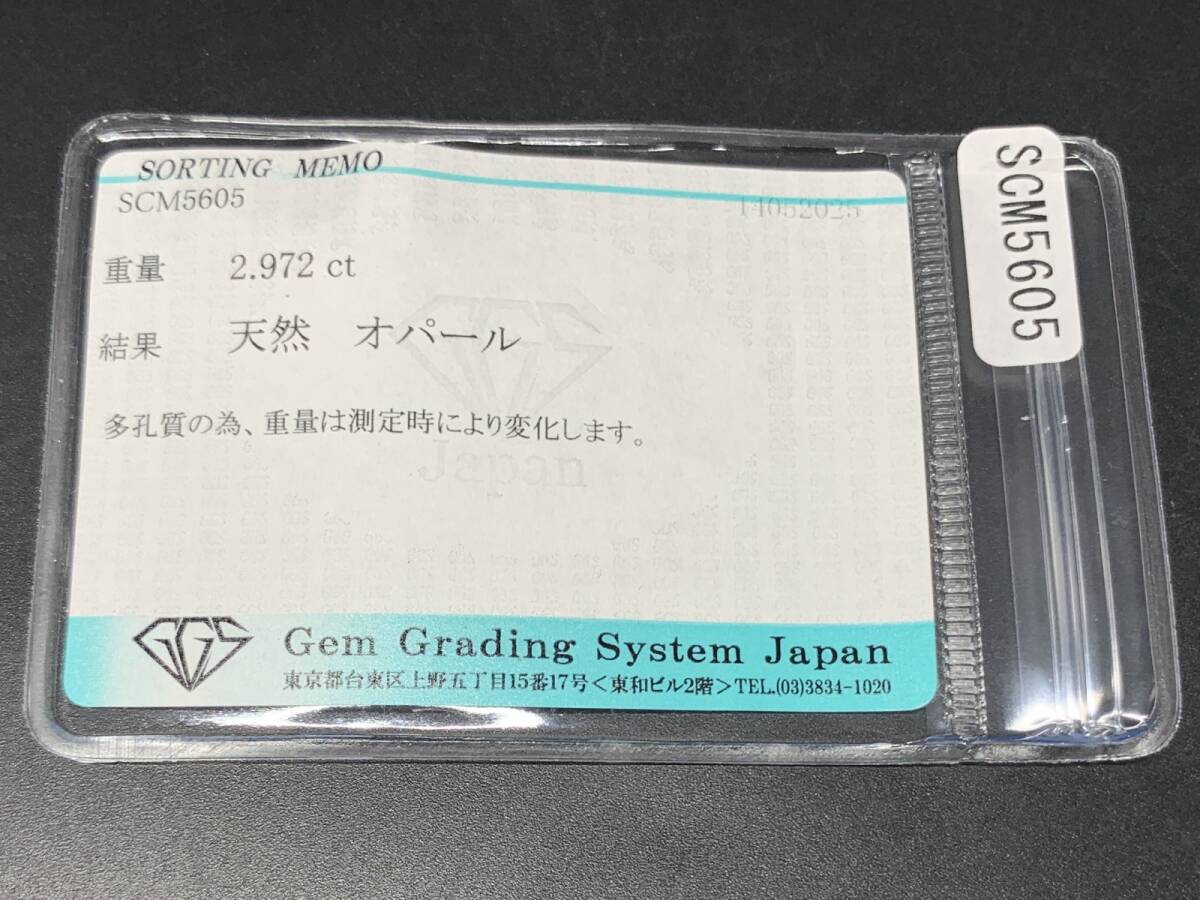 SORTING MEMO
SCM5605
14052025
重量 2.972 ct
結果 天然 オパール
多孔質の為、重量は測定時により変化します。
Japan
GGS Gem Grading System Japan
東京都台東区上野五丁目15番17号＜東和ビル2階＞TEL.(03)3834-1020
SCM5605